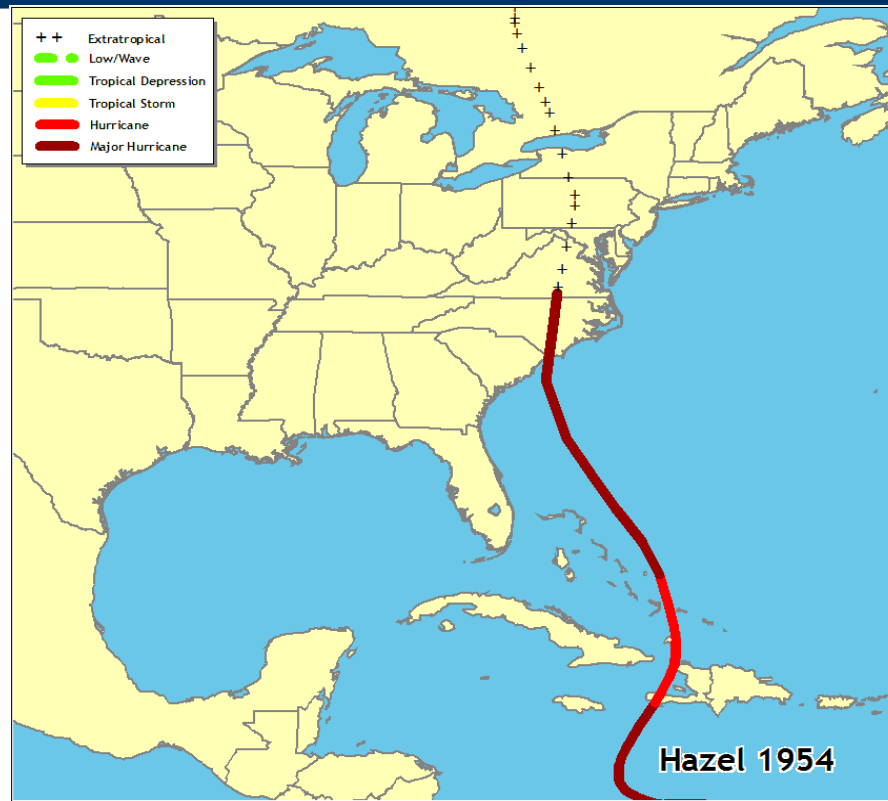 ++ Extratropical
Low/Wave
Tropical Depression
Tropical Storm
Hurricane
Major Hurricane
Hazel 1954